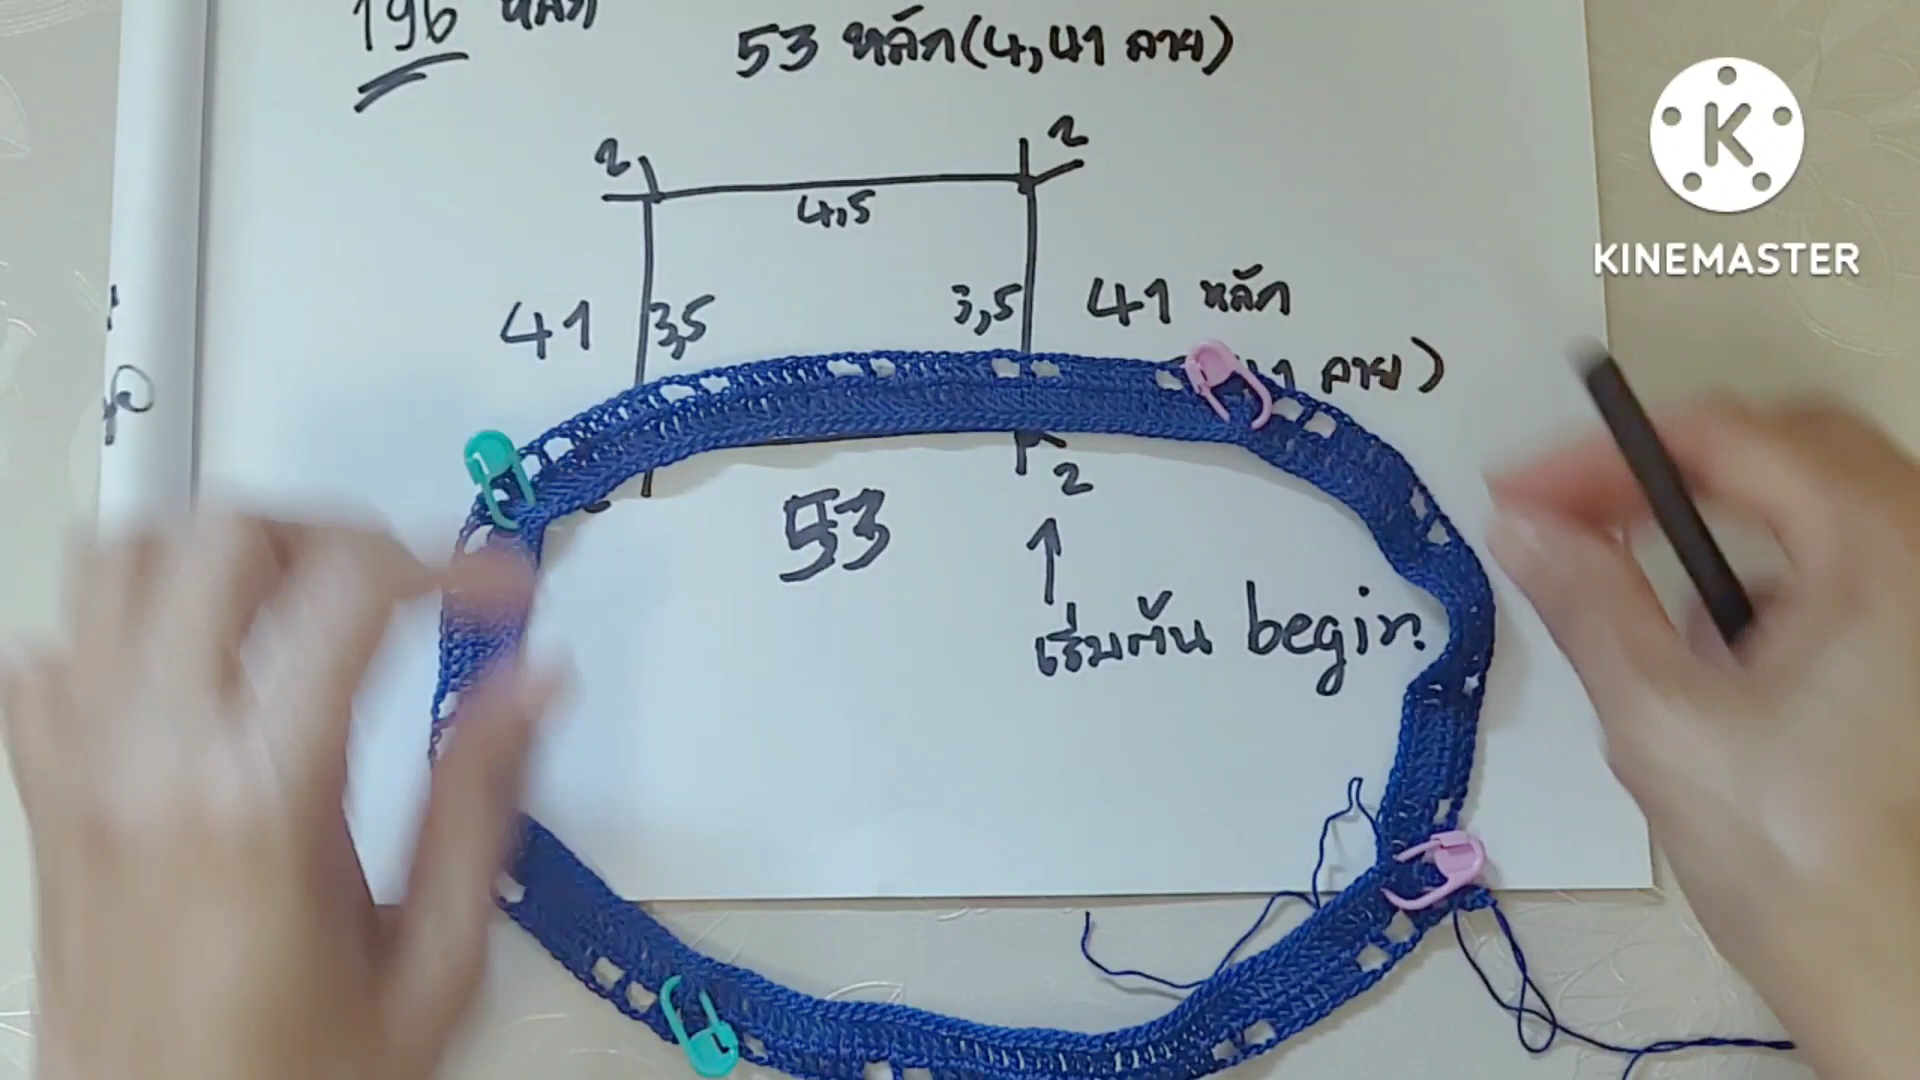 196 หลัก
53 หลัก(4,41 ลาย)
2
2
4,5
41
3,5
3,5
41 หลัก
ลาย)
2
53
เริ่มต้น begin
K
KINEMASTER